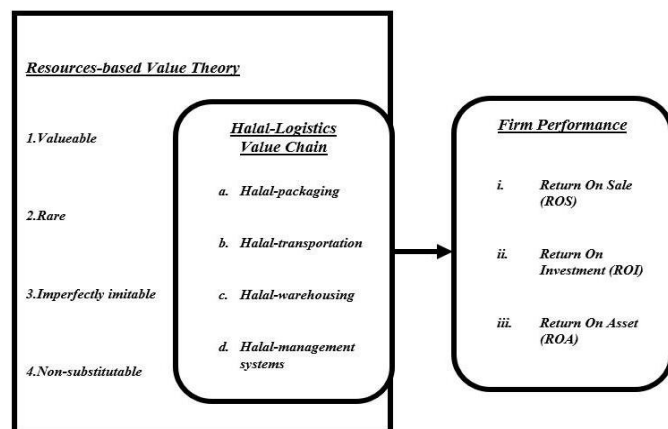 Resources-based Value Theory
1.Valueable
2.Rare
3.Imperfectly imitable
4.Non-substitutable
Halal-Logistics
Value Chain
a. Halal-packaging
b. Halal-transportation
c. Halal-warehousing
d. Halal-management
systems
Firm Performance
i. Return On Sale
(ROS)
ii. Return On
Investment (ROI)
iii. Return On Asset
(ROA)